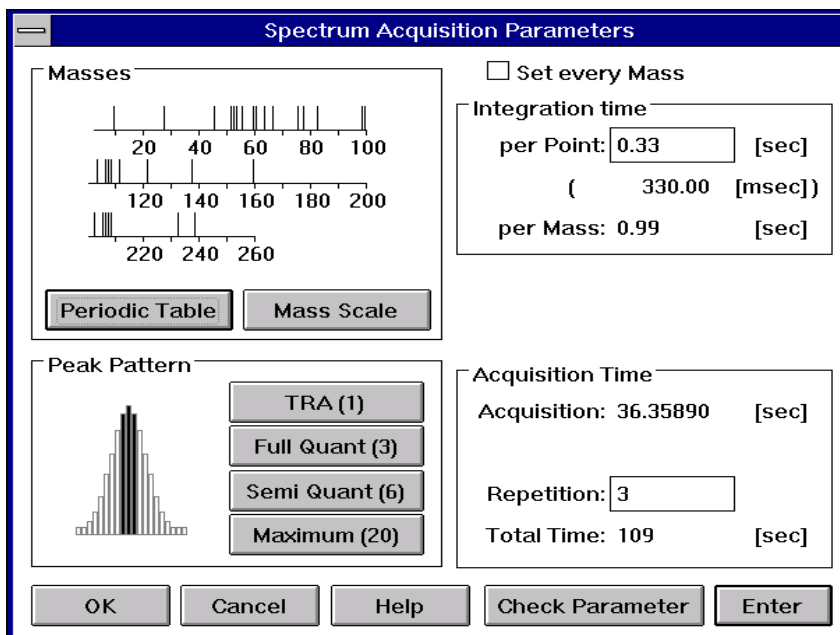 Spectrum Acquisition Parameters
Masses
20 40 60 80 100
120 140 160 180 200
220 240 260
Periodic Table Mass Scale
Set every Mass
Integration time
per Point: 0.33 [sec]
( 330.00 [msec] )
per Mass: 0.99 [sec]
Peak Pattern
TRA (1)
Full Quant (3)
Semi Quant (6)
Maximum (20)
Acquisition Time
Acquisition: 36.35890 [sec]
Repetition: 3
Total Time: 109 [sec]
OK Cancel Help Check Parameter Enter